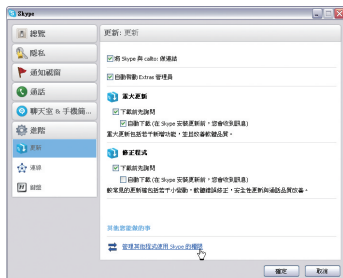 Skype
總覽
隱私
通知視窗
通話
聊天室 & 手機簡...
進階
更新
連線
熱鍵
更新: 更新
將 Skype 與 callto: 做連結
自動啟動 Extras 管理員
重大更新
下載前先詢問
自動下載 (在 Skype 安裝更新前, 您會收到訊息)
重大更新包括若干新增功能, 並且改善軟體品質。
修正程式
下載前先詢問
自動下載 (在 Skype 安裝更新前, 您會收到訊息)
較常見的更新檔包括若干小變動, 軟體錯誤修正, 安全性更新與通話品質改善。
其他您能做的事
管理其他程式使用 Skype 的權限
確定
取消